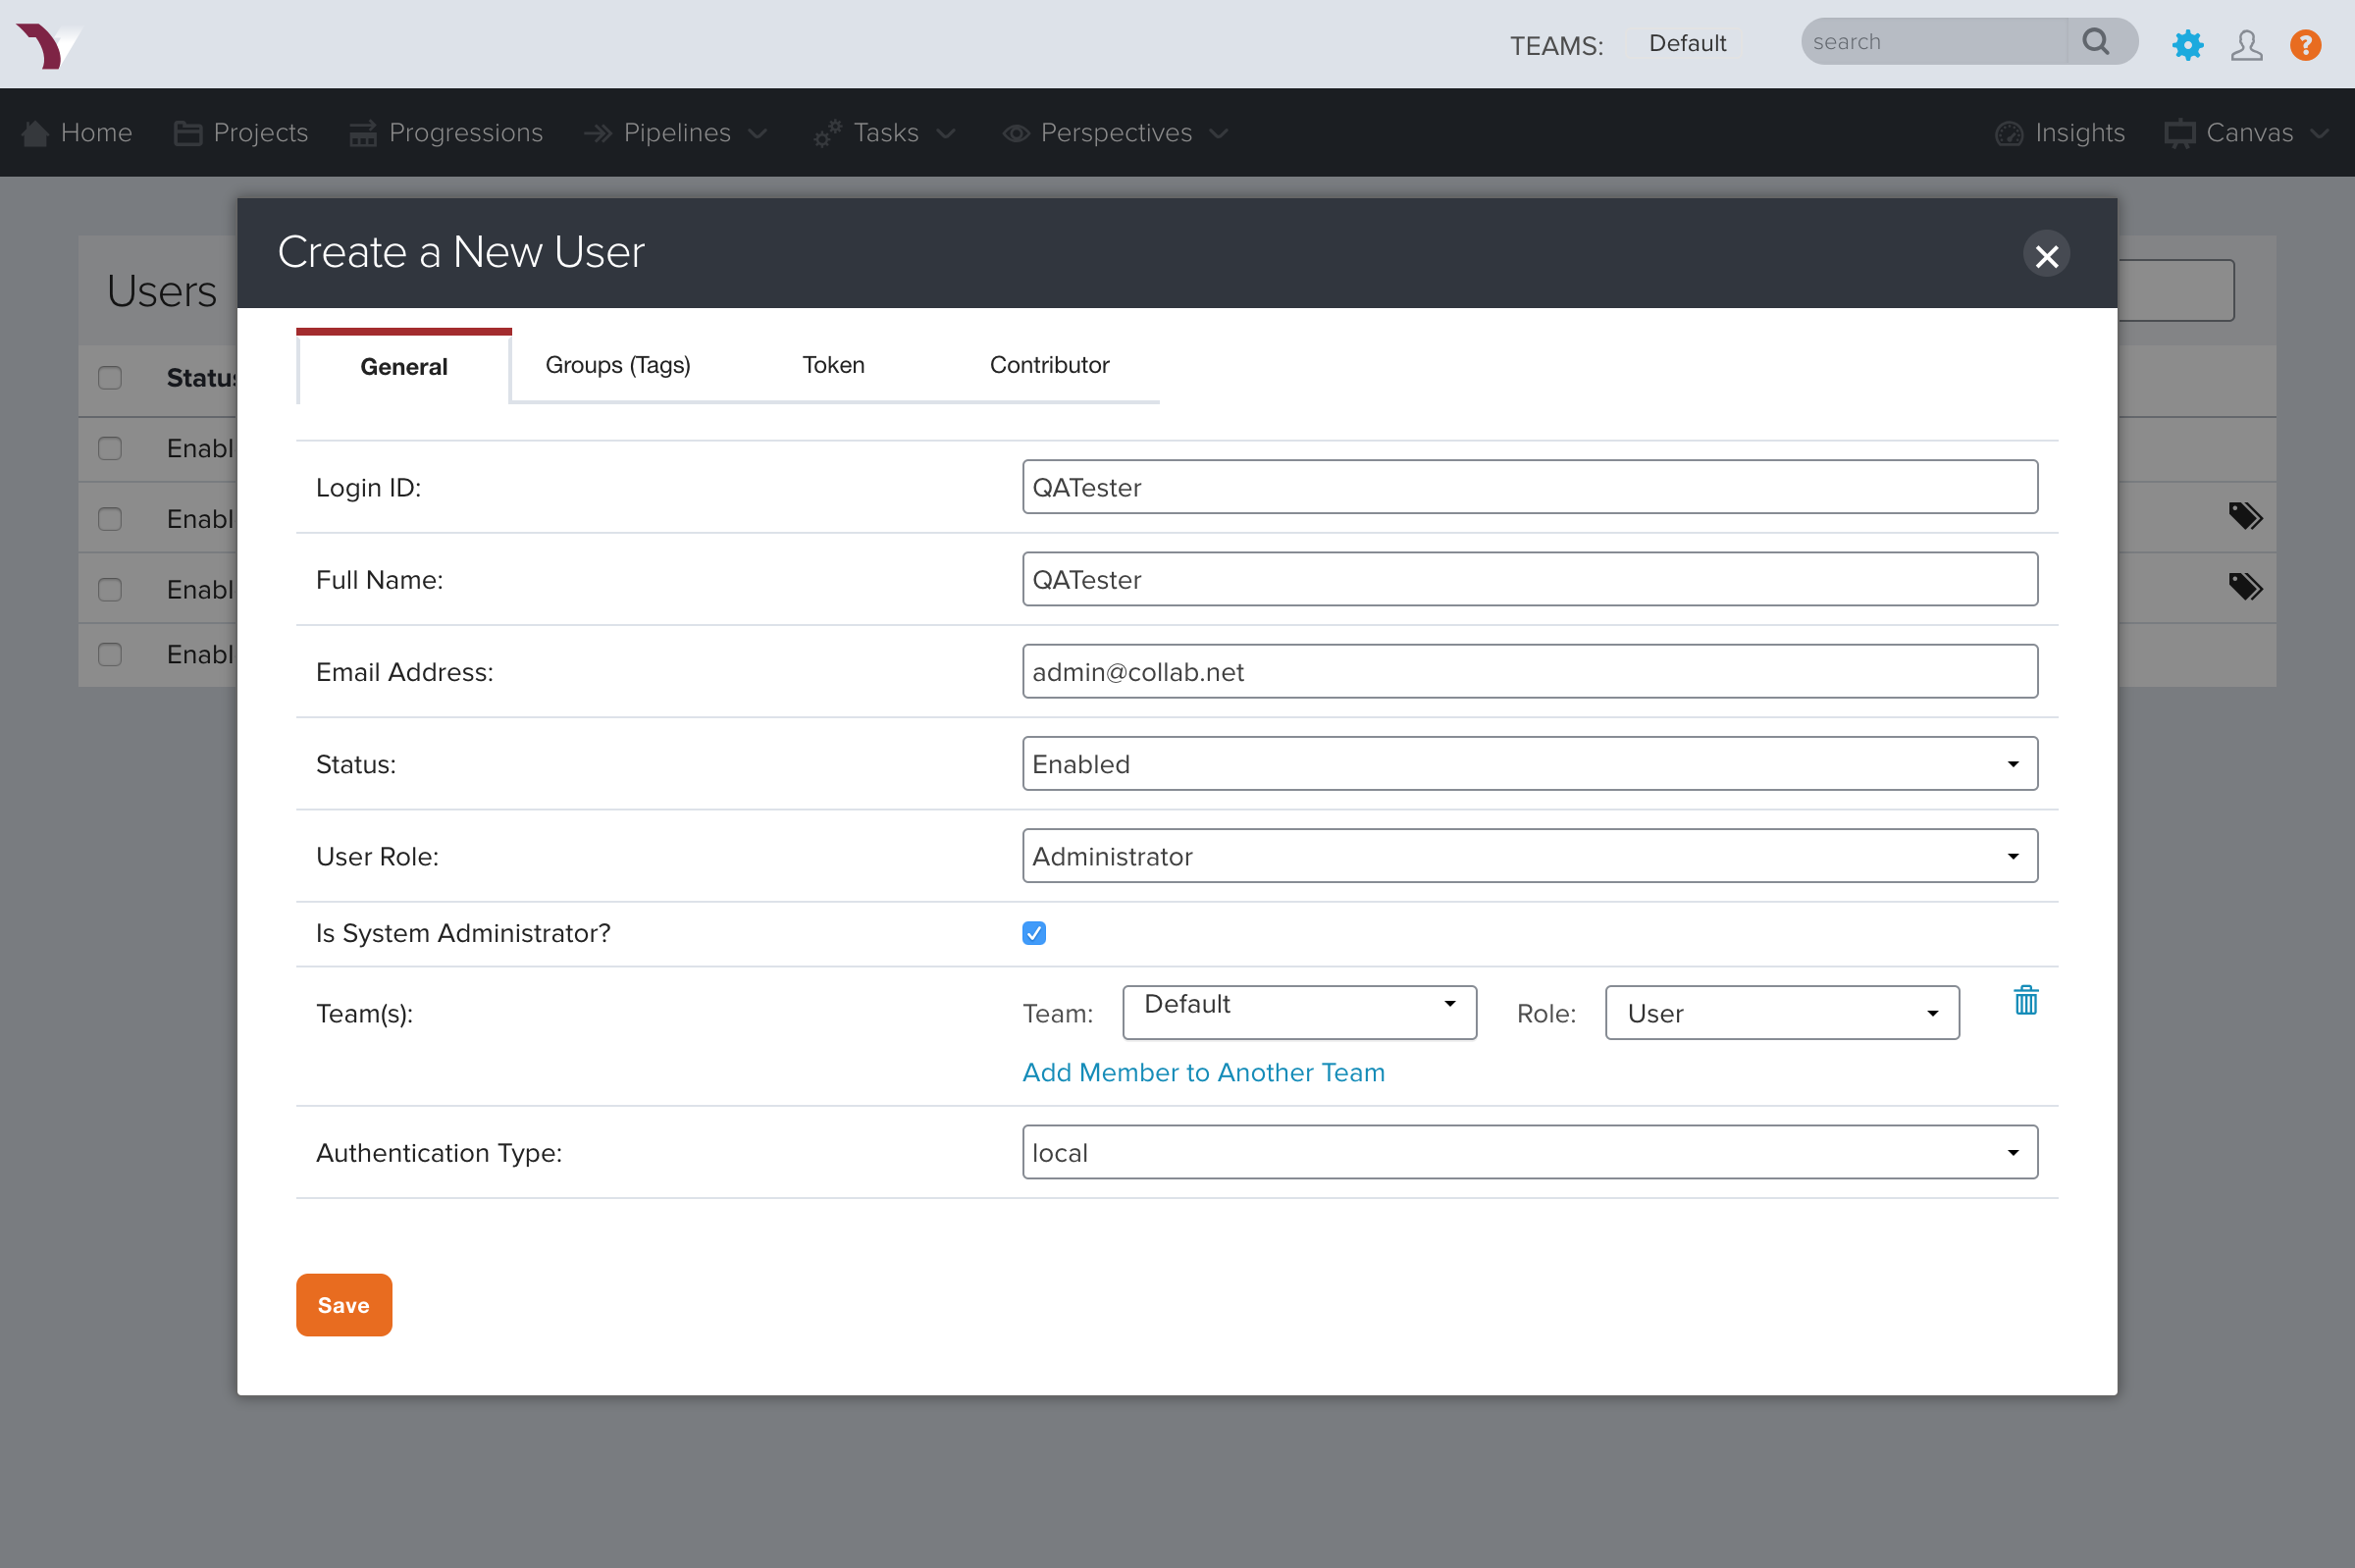 TEAMS: Default search
Home Projects Progressions Pipelines Tasks Perspectives Insights Canvas
Create a New User
Users
General Groups (Tags) Token Contributor
Status
Enabl
Login ID: QATester
Enabl
Full Name: QATester
Enabl
Enabl
Email Address: admin@collab.net
Status: Enabled
User Role: Administrator
Is System Administrator?
Team(s): Team: Default Role: User
Add Member to Another Team
Authentication Type: local
Save